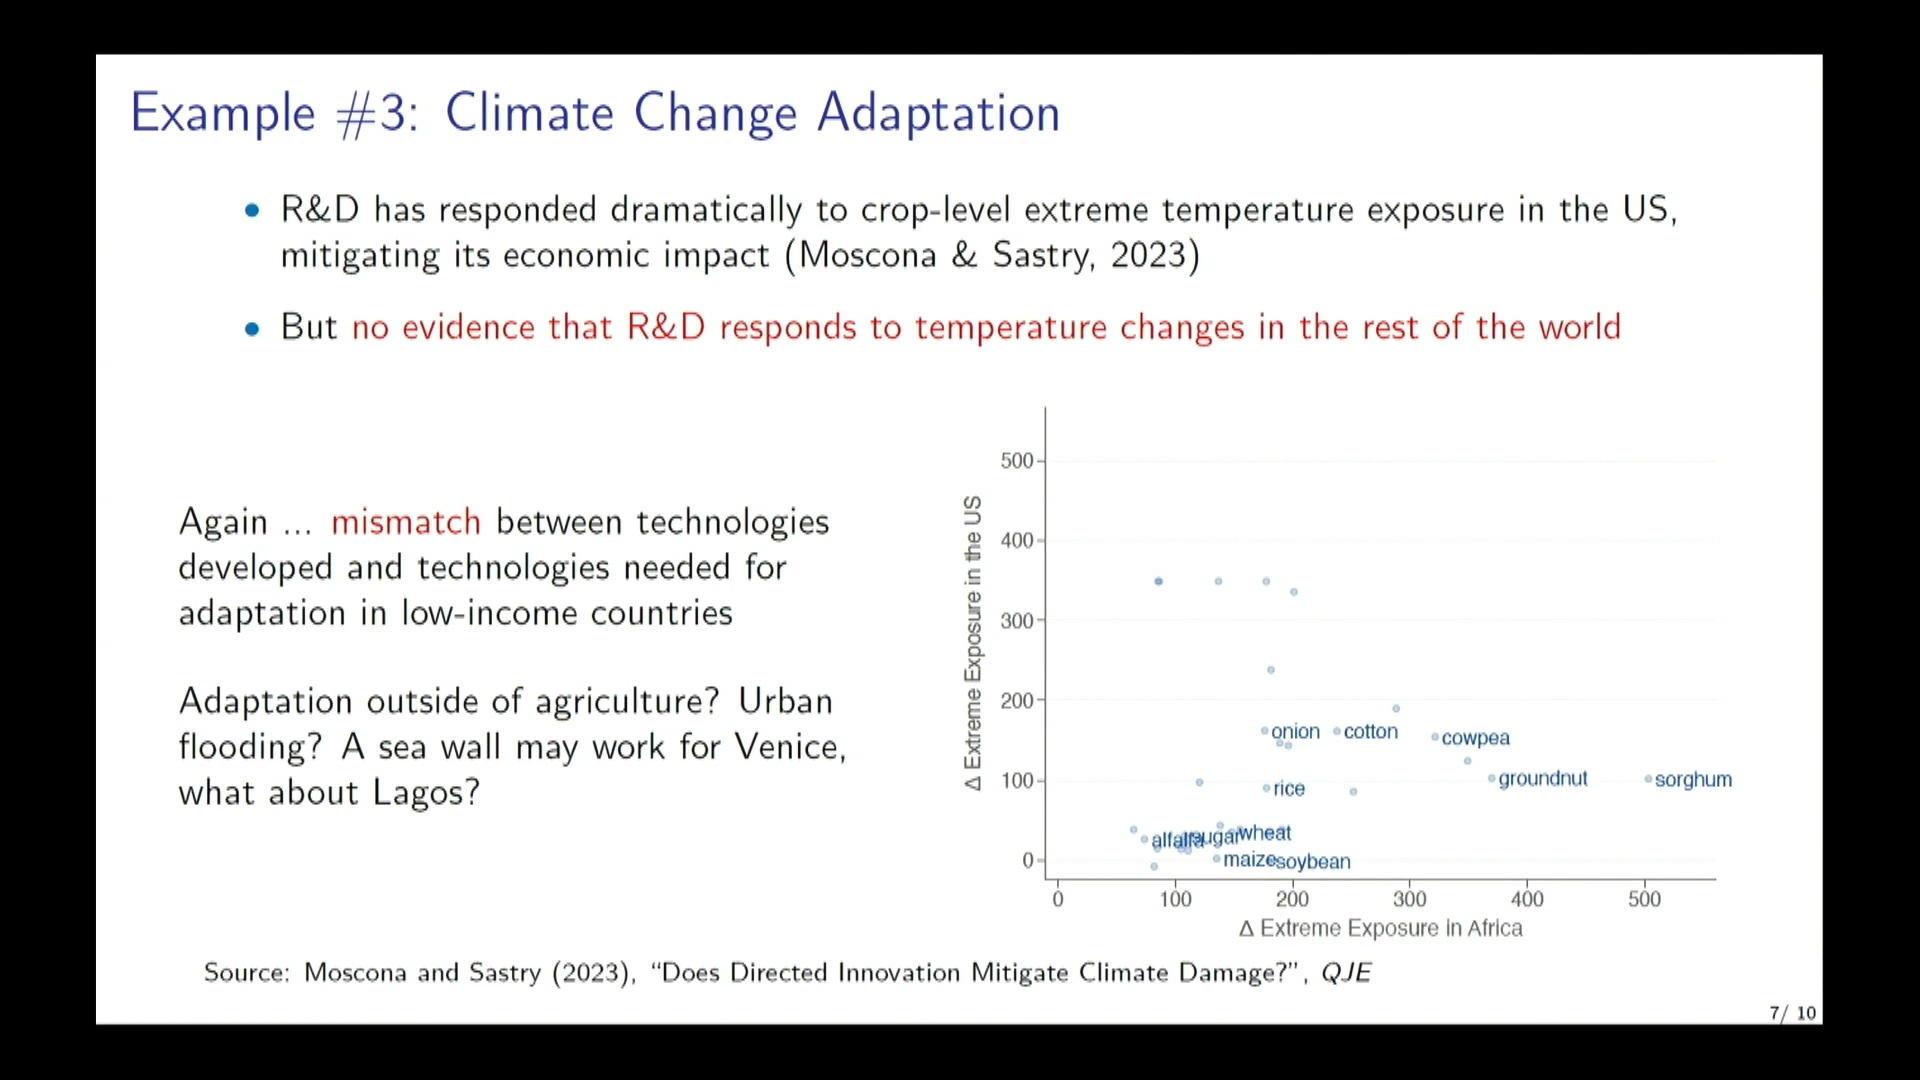 Example #3: Climate Change Adaptation
• R&D has responded dramatically to crop-level extreme temperature exposure in the US,
mitigating its economic impact (Moscona & Sastry, 2023)
• But no evidence that R&D responds to temperature changes in the rest of the world
Again ... mismatch between technologies
developed and technologies needed for
adaptation in low-income countries
Adaptation outside of agriculture? Urban
flooding? A sea wall may work for Venice,
what about Lagos?
Δ Extreme Exposure in the US
500
400
300
200
100
0
onion
cotton
cowpea
groundnut
sorghum
rice
alfalfa
sugar
wheat
maize
soybean
0 100 200 300 400 500
Δ Extreme Exposure in Africa
Source: Moscona and Sastry (2023), “Does Directed Innovation Mitigate Climate Damage?”, QJE
7/ 10